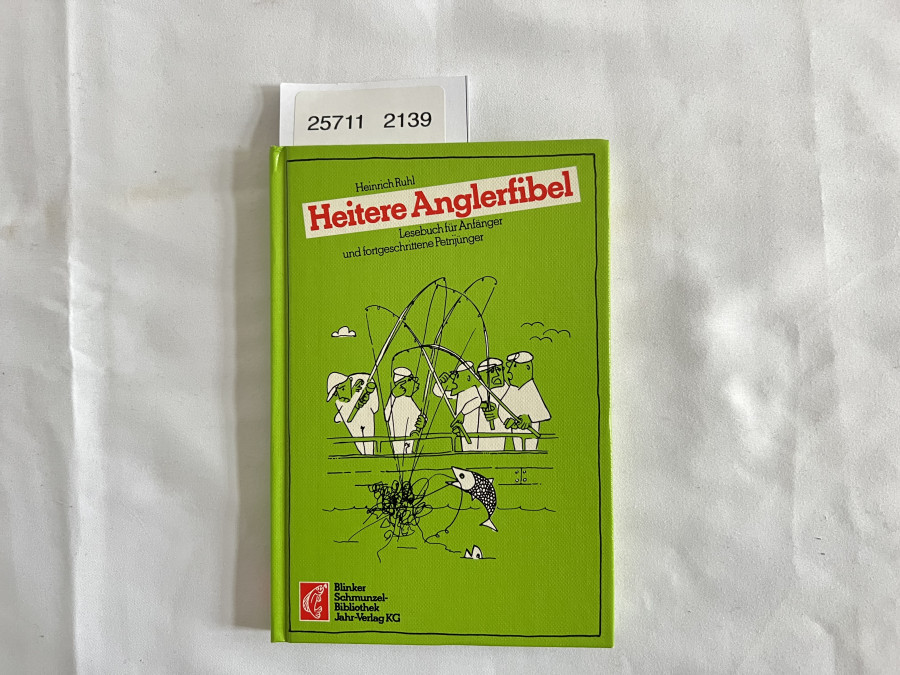 25711 2139
Heinrich Ruhl
Heitere Anglerfibel
Lesebuch für Anfänger
und fortgeschrittene Petrijünger
Blinker
Schmunzel-
Bibliothek
Jahr-Verlag KG